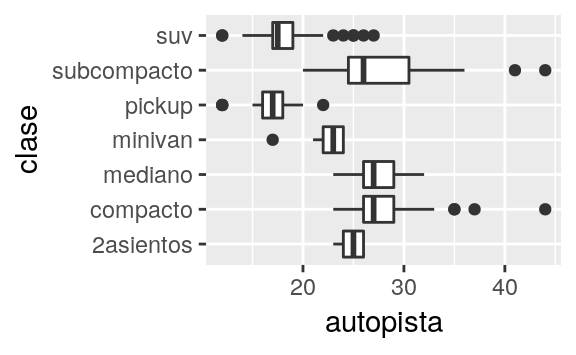 suv
subcompacto
pickup
minivan
mediano
compacto
2asientos
clase
20 30 40
autopista